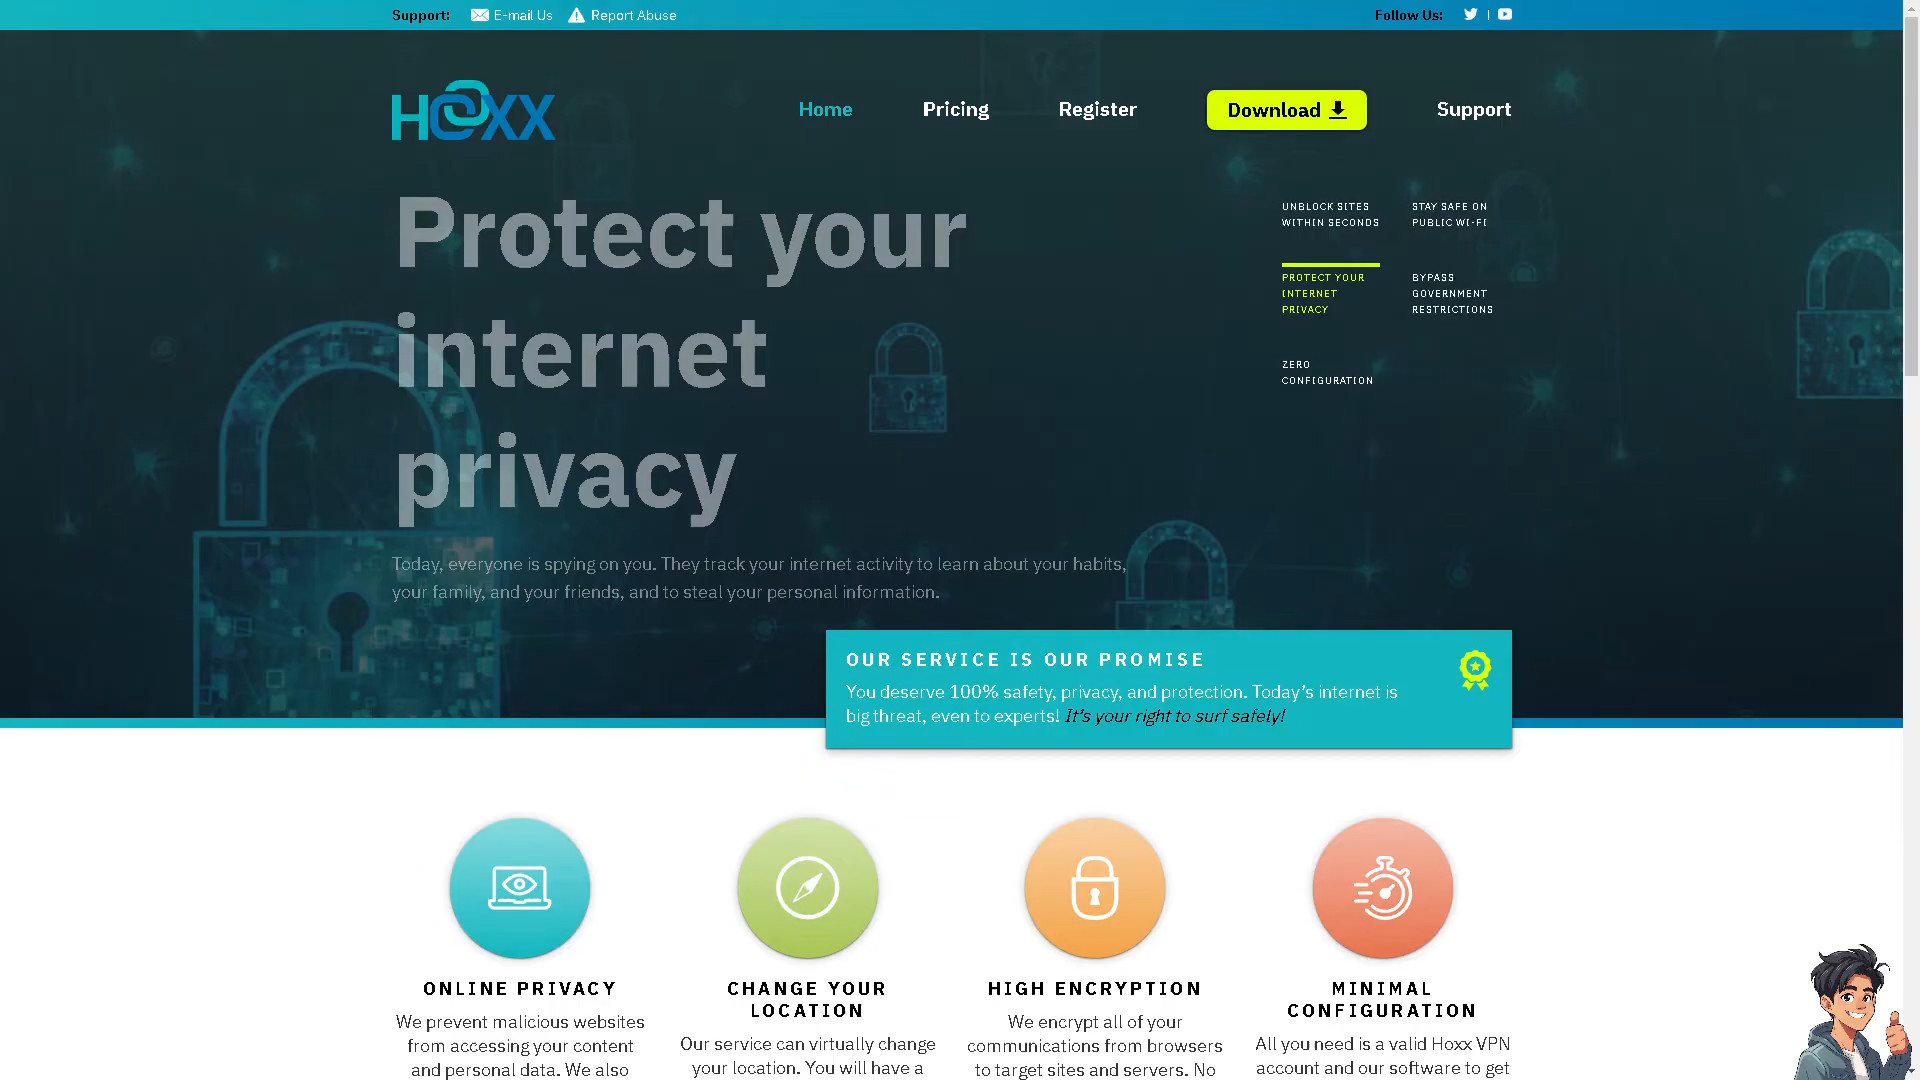 Support: E-mail Us Report Abuse Follow Us:
HOXX
Home Pricing Register Download Support
Protect your
internet
privacy
Today, everyone is spying on you. They track your internet activity to learn about your habits,
your family, and your friends, and to steal your personal information.
UNBLOCK SITES
WITHIN SECONDS
STAY SAFE ON
PUBLIC WI-FI
PROTECT YOUR
INTERNET
PRIVACY
BYPASS
GOVERNMENT
RESTRICTIONS
ZERO
CONFIGURATION
OUR SERVICE IS OUR PROMISE
You deserve 100% safety, privacy, and protection. Today's internet is
big threat, even to experts! It's your right to surf safely!
ONLINE PRIVACY
We prevent malicious websites
from accessing your content
and personal data. We also
CHANGE YOUR
LOCATION
Our service can virtually change
your location. You will have a
HIGH ENCRYPTION
We encrypt all of your
communications from browsers
to target sites and servers. No
MINIMAL
CONFIGURATION
All you need is a valid Hoxx VPN
account and our software to get